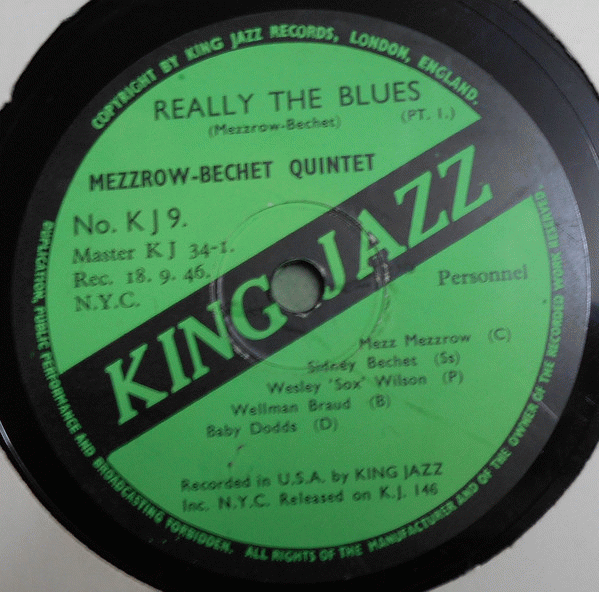 COPYRIGHT BY KING JAZZ RECORDS, LONDON, ENGLAND.
REALLY THE BLUES
(Mezzrow-Bechet) (PT. 1.)
MEZZROW-BECHET QUINTET
No. KJ 9.
Master KJ 34-1.
Rec. 18. 9. 46.
N.Y.C.
KING JAZZ
Personnel
Mezz Mezzrow (C)
Sidney Bechet (Ss)
Wesley "Sox" Wilson (P)
Wellman Braud (B)
Baby Dodds (D)
Recorded in U.S.A. by KING JAZZ
Inc. N.Y.C. Released on K.J. 146
DUPLICATION, PUBLIC PERFORMANCE AND BROADCASTING FORBIDDEN. ALL RIGHTS OF THE MANUFACTURER AND OF THE OWNER OF THE RECORDED WORK RESERVED.